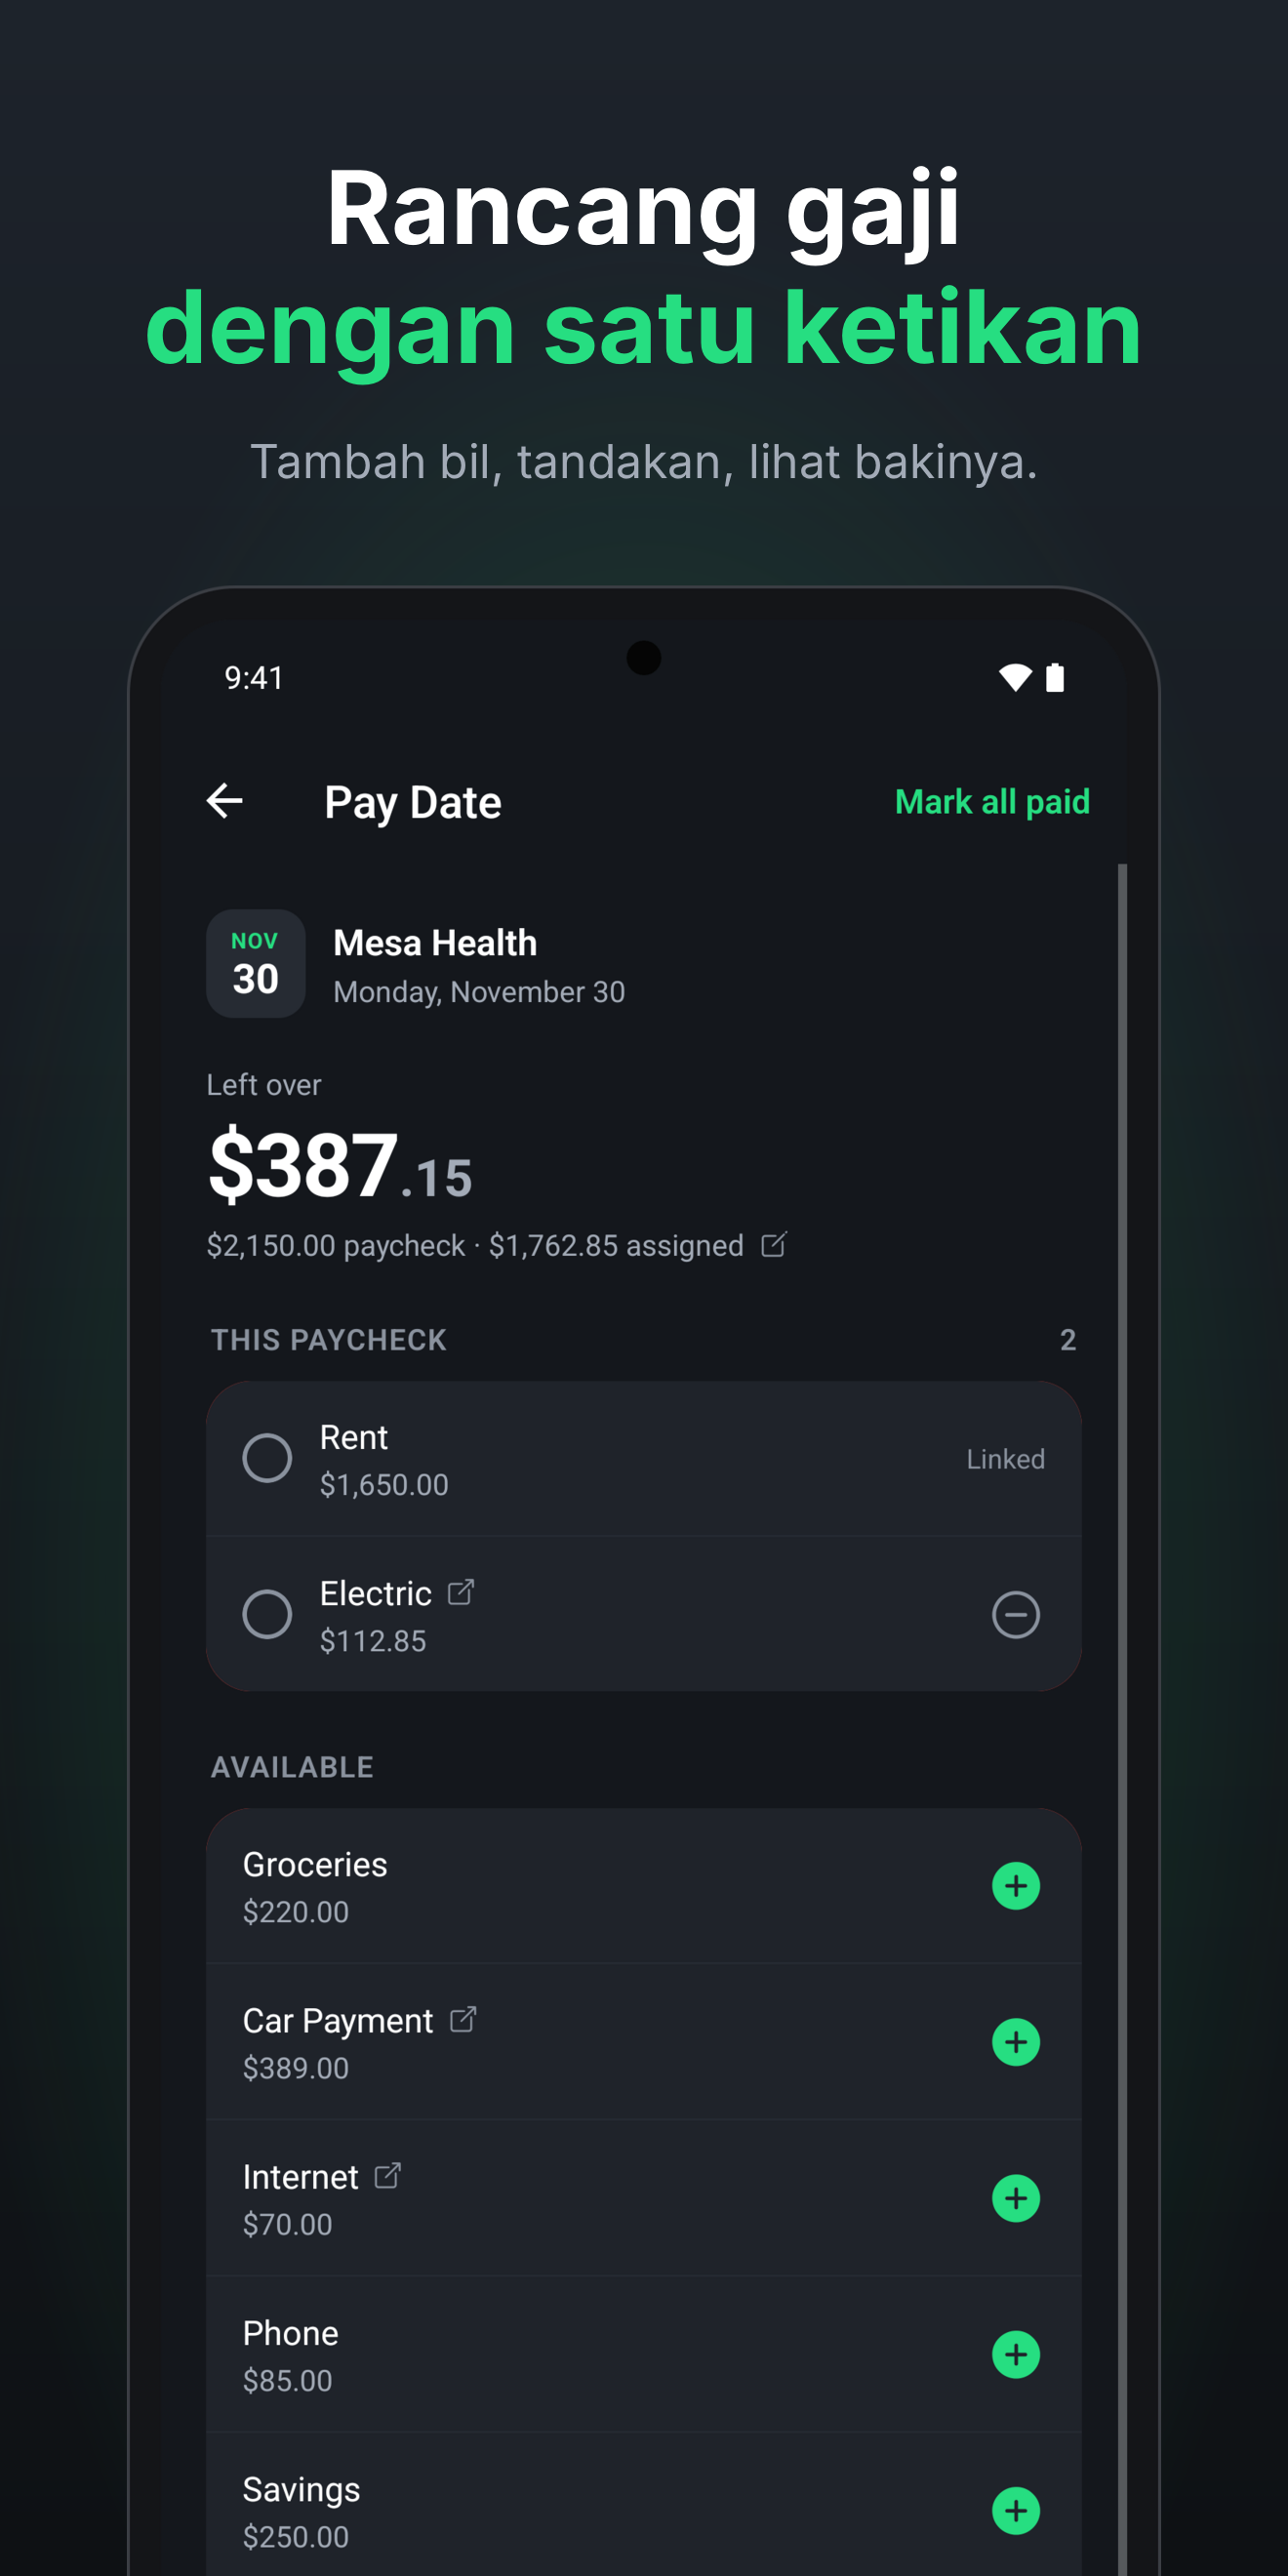 Rancang gaji
dengan satu ketikan
Tambah bil, tandakan, lihat bakinya.
9:41
Pay Date
Mark all paid
NOV
30
Mesa Health
Monday, November 30
Left over
$387.15
$2,150.00 paycheck · $1,762.85 assigned
THIS PAYCHECK
2
Rent
$1,650.00
Linked
Electric
$112.85
AVAILABLE
Groceries
$220.00
Car Payment
$389.00
Internet
$70.00
Phone
$85.00
Savings
$250.00